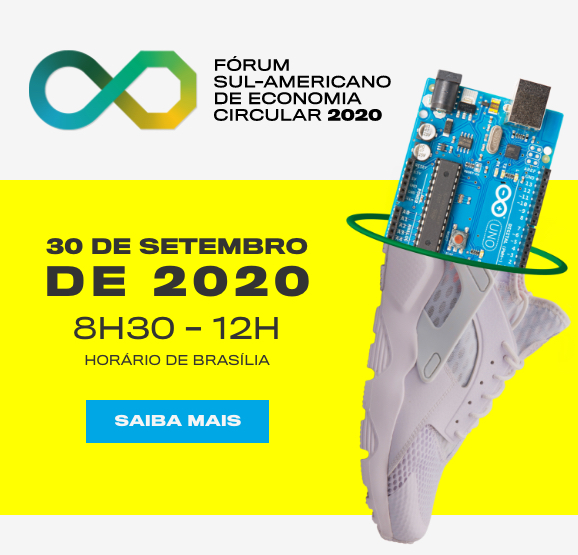 FÓRUM
SUL-AMERICANO
DE ECONOMIA
CIRCULAR 2020
30 DE SETEMBRO
DE 2020
8H30 - 12H
HORÁRIO DE BRASÍLIA
SAIBA MAIS
UNO